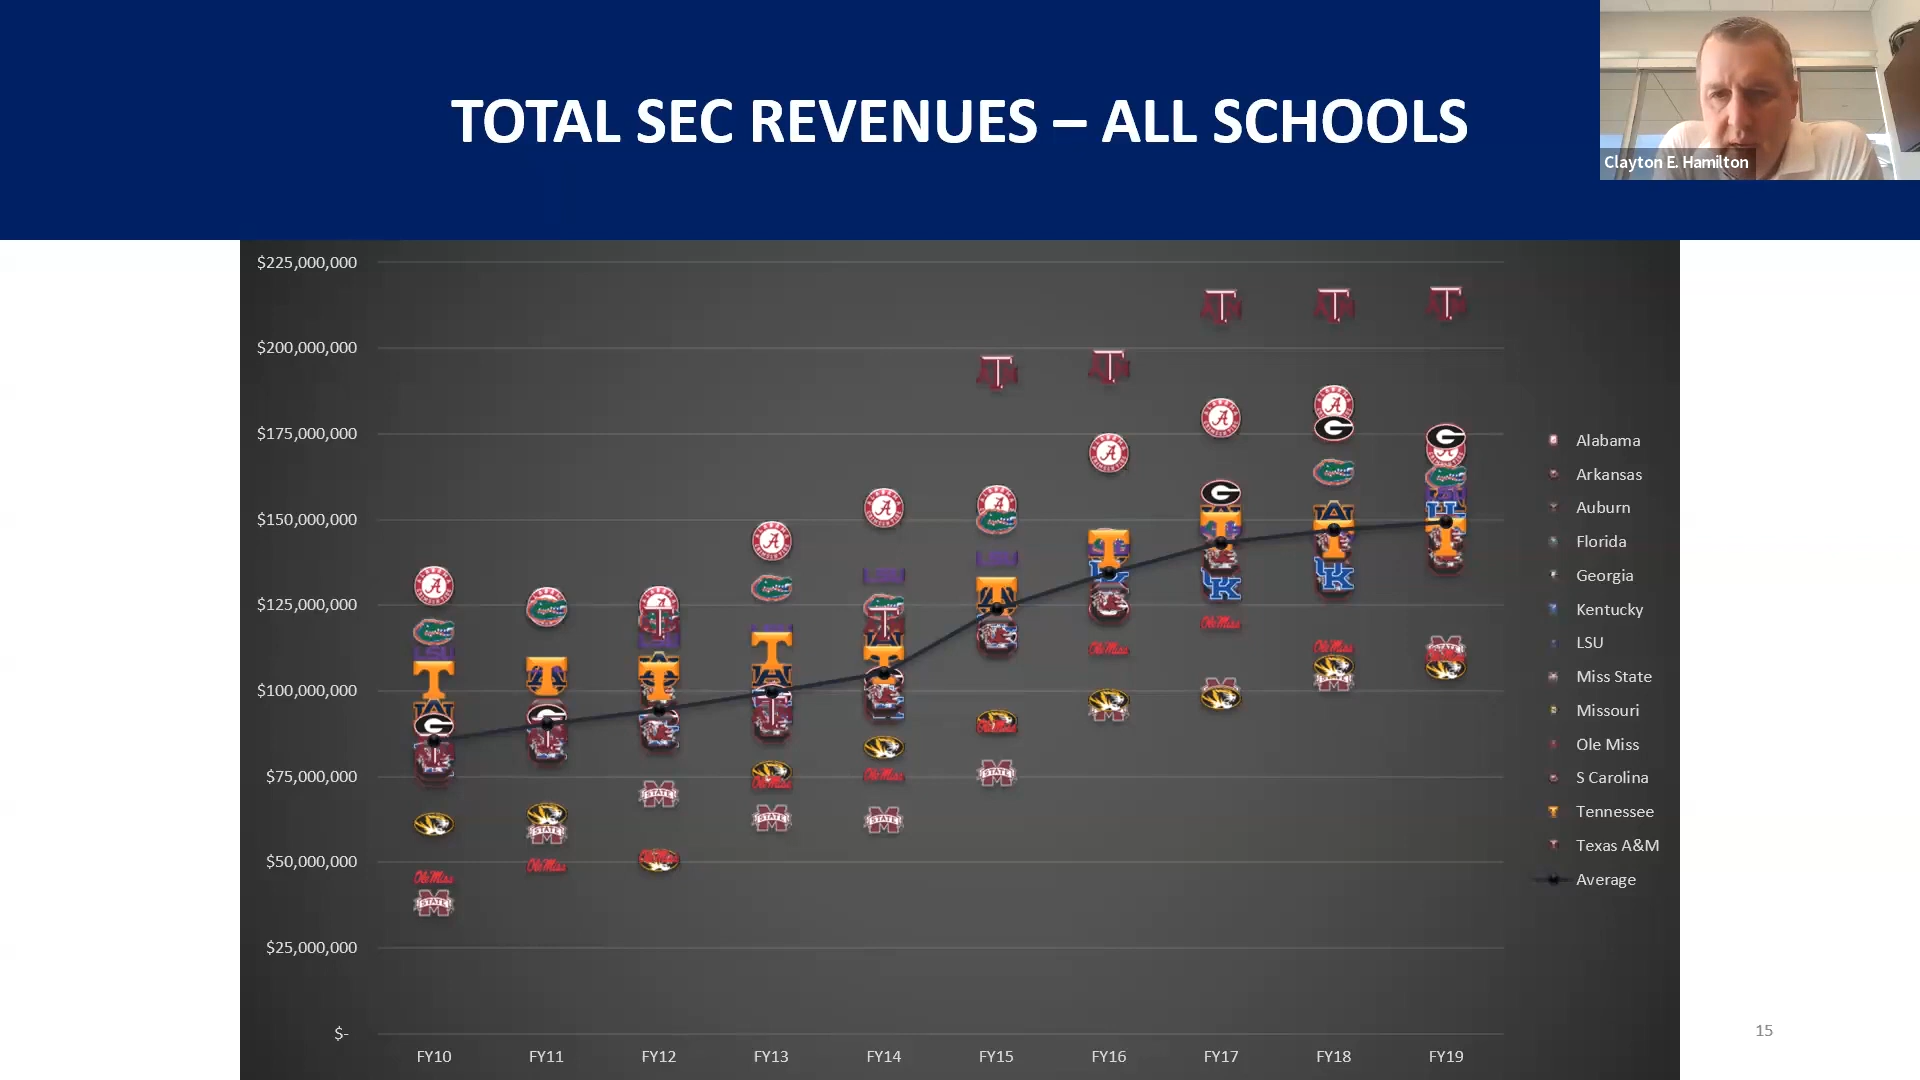 TOTAL SEC REVENUES – ALL SCHOOLS
Clayton E. Hamilton
$225,000,000
$200,000,000
$175,000,000
$150,000,000
$125,000,000
$100,000,000
$75,000,000
$50,000,000
$25,000,000
$-
FY10
FY11
FY12
FY13
FY14
FY15
FY16
FY17
FY18
FY19
Alabama
Arkansas
Auburn
Florida
Georgia
Kentucky
LSU
Miss State
Missouri
Ole Miss
S Carolina
Tennessee
Texas A&M
Average
15